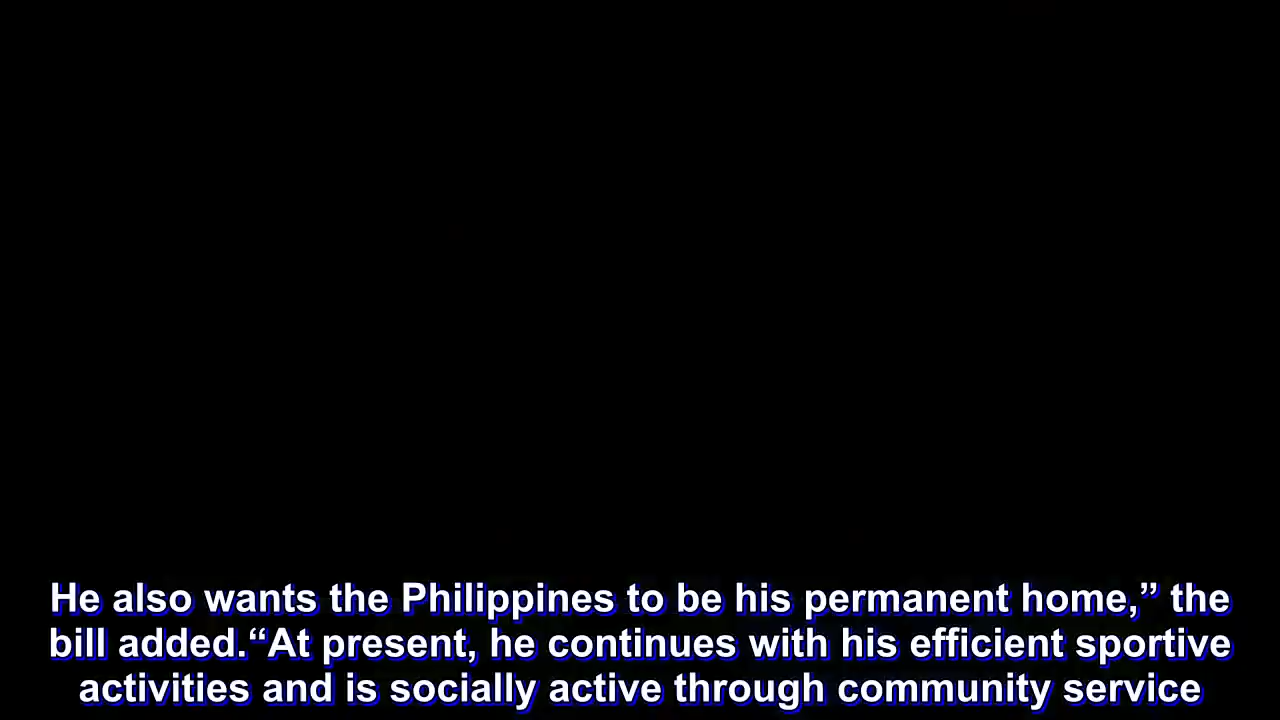 He also wants the Philippines to be his permanent home,” the
bill added.“At present, he continues with his efficient sportive
activities and is socially active through community service